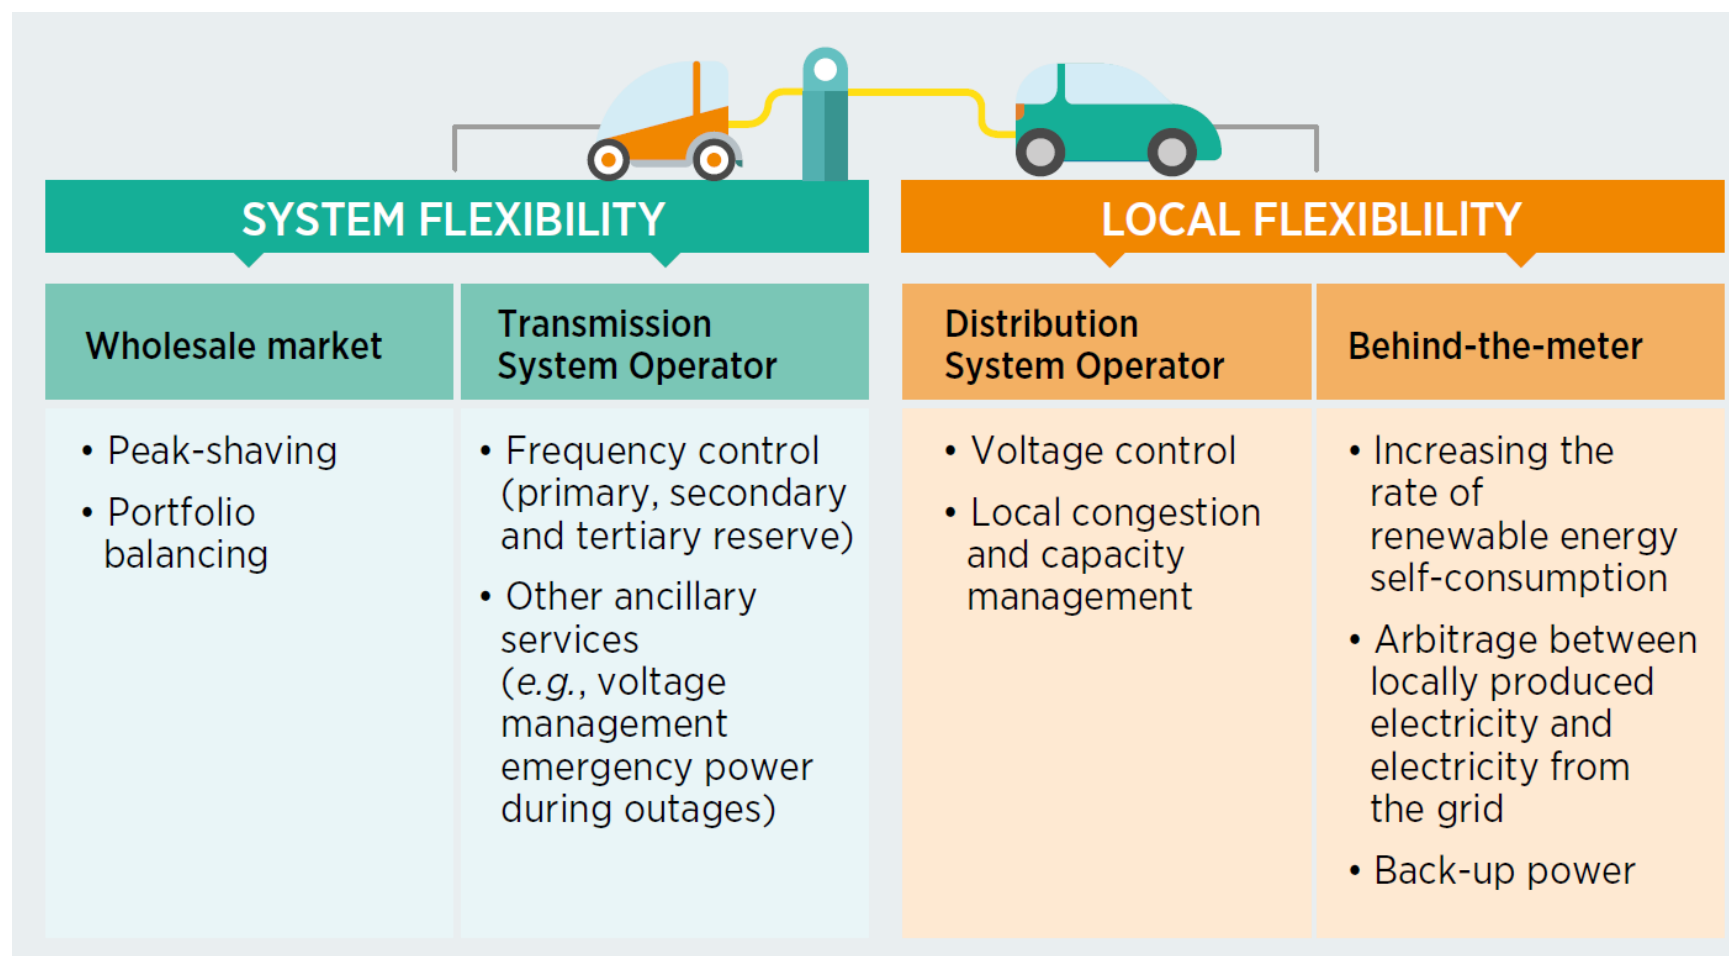 SYSTEM FLEXIBILITY
LOCAL FLEXIBLILITY
Wholesale market
Transmission
System Operator
Distribution
System Operator
Behind-the-meter
• Peak-shaving
• Portfolio
balancing
• Frequency control
(primary, secondary
and tertiary reserve)
• Other ancillary
services
(e.g., voltage
management
emergency power
during outages)
• Voltage control
• Local congestion
and capacity
management
• Increasing the
rate of
renewable energy
self-consumption
• Arbitrage between
locally produced
electricity and
electricity from
the grid
• Back-up power